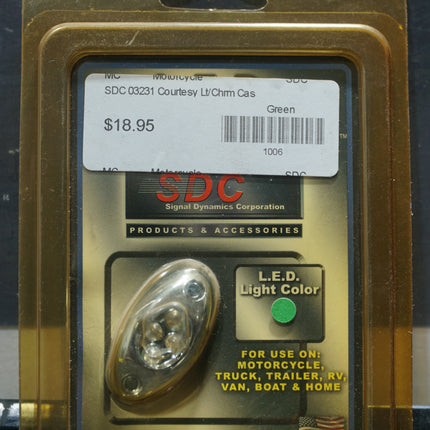 MC Motorcycle SDC
SDC 03231 Courtesy Lt/Chrm Cas
Green
$18.95
1006
MC Motorcycle SDC
TM
SDC
Signal Dynamics Corporation
PRODUCTS & ACCESSORIES
L.E.D.
Light Color
FOR USE ON:
MOTORCYCLE,
TRUCK, TRAILER, RV,
VAN, BOAT & HOME